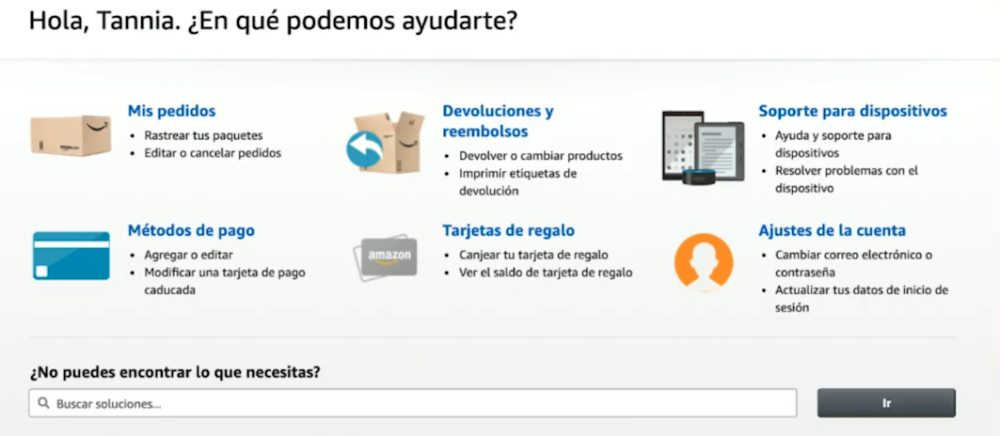 Hola, Tannia. ¿En qué podemos ayudarte?
Mis pedidos
• Rastrear tus paquetes
• Editar o cancelar pedidos
Devoluciones y
reembolsos
• Devolver o cambiar productos
• Imprimir etiquetas de
devolución
Soporte para dispositivos
• Ayuda y soporte para
dispositivos
• Resolver problemas con el
dispositivo
Métodos de pago
• Agregar o editar
• Modificar una tarjeta de pago
caducada
amazon
Tarjetas de regalo
• Canjear tu tarjeta de regalo
• Ver el saldo de tarjeta de regalo
Ajustes de la cuenta
• Cambiar correo electrónico o
contraseña
• Actualizar tus datos de inicio de
sesión
¿No puedes encontrar lo que necesitas?
Buscar soluciones...
Ir